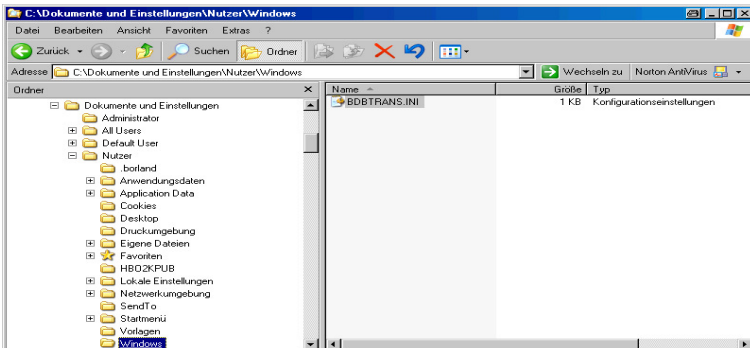 C:\Dokumente und Einstellungen\Nutzer\Windows
Datei Bearbeiten Ansicht Favoriten Extras ?
Zurück Suchen Ordner
Adresse C:\Dokumente und Einstellungen\Nutzer\Windows Wechseln zu Norton AntiVirus
Ordner Name Größe Typ
Dokumente und Einstellungen BDBTRANS.INI 1 KB Konfigurationseinstellungen
Administrator
All Users
Default User
Nutzer
.borland
Anwendungsdaten
Application Data
Cookies
Desktop
Druckumgebung
Eigene Dateien
Favoriten
HBO2KPUB
Lokale Einstellungen
Netzwerkumgebung
SendTo
Startmenü
Vorlagen
Windows